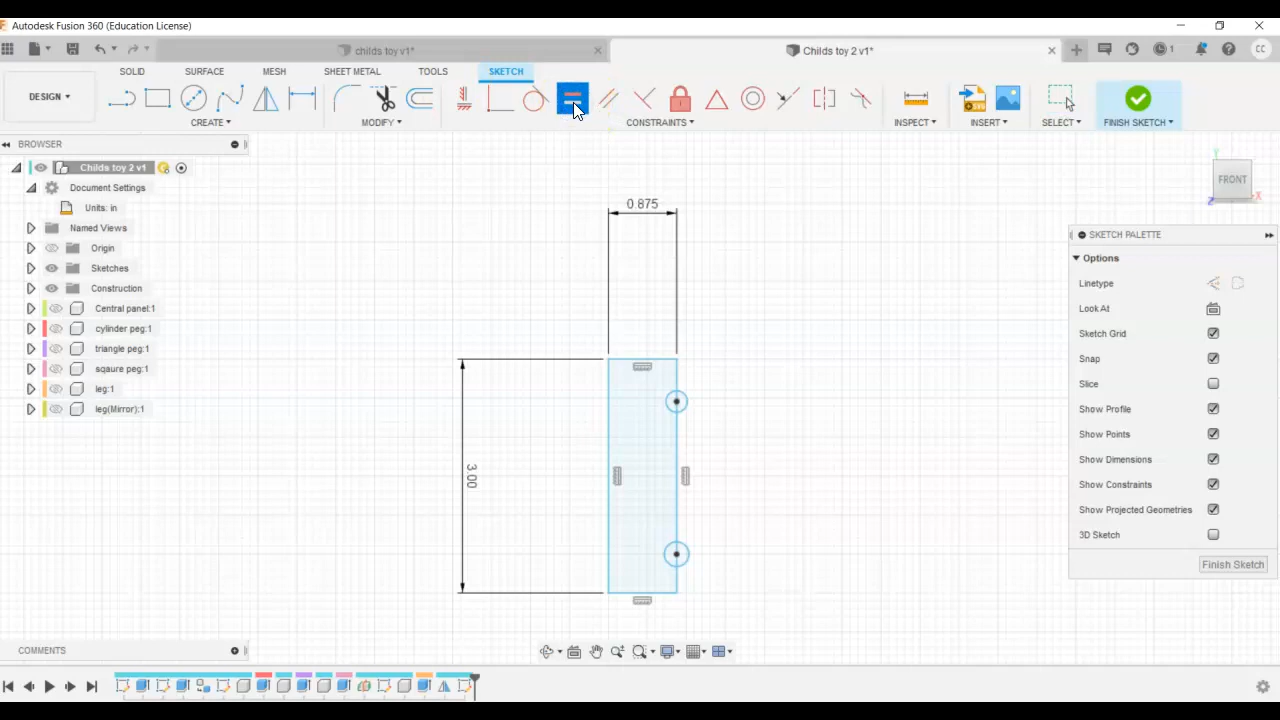 Autodesk Fusion 360 (Education License)
childs toy v1*
Childs toy 2 v1*
1
CC
DESIGN
SOLID
SURFACE
MESH
SHEET METAL
TOOLS
SKETCH
CREATE
MODIFY
CONSTRAINTS
INSPECT
INSERT
SELECT
FINISH SKETCH
BROWSER
Childs toy 2 v1
Document Settings
Units: in
Named Views
Origin
Sketches
Construction
Central panel:1
cylinder peg:1
triangle peg:1
sqaure peg:1
leg:1
leg(Mirror):1
0.875
3.00
Y
FRONT
Z
X
SKETCH PALETTE
Options
Linetype
Look At
Sketch Grid
Snap
Slice
Show Profile
Show Points
Show Dimensions
Show Constraints
Show Projected Geometries
3D Sketch
Finish Sketch
COMMENTS